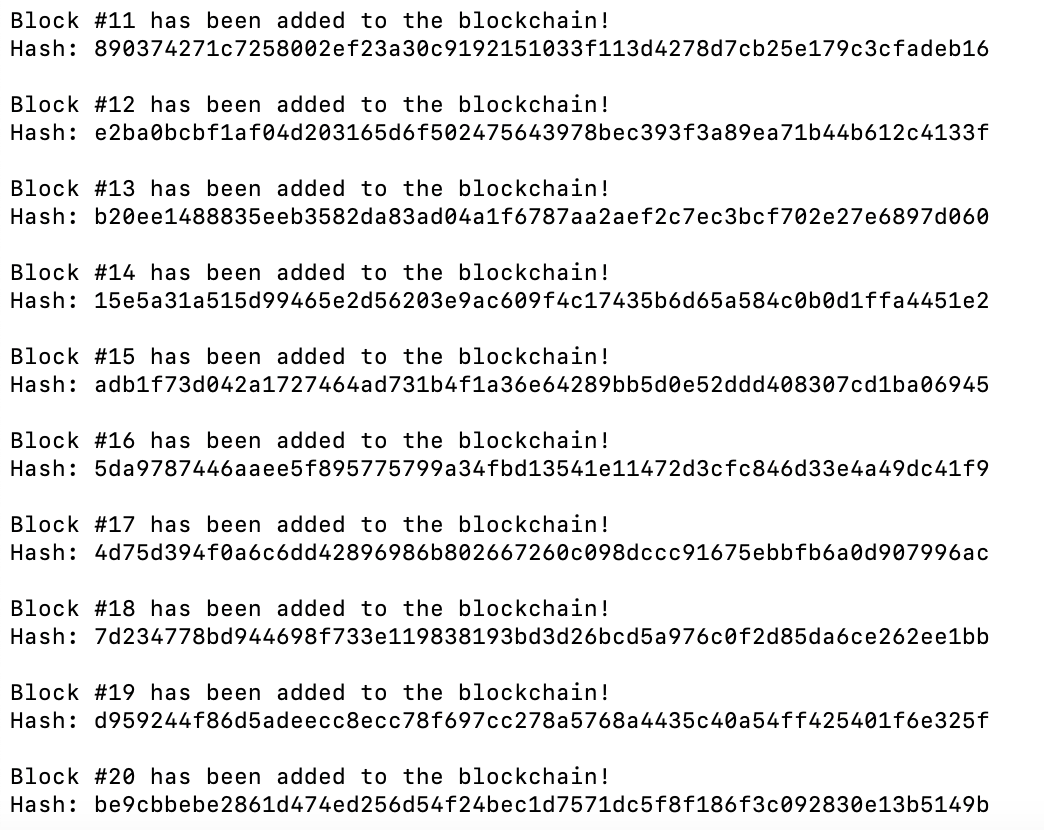 Block #11 has been added to the blockchain!
Hash: 890374271c7258002ef23a30c9192151033f113d4278d7cb25e179c3cfadeb16
Block #12 has been added to the blockchain!
Hash: e2ba0bcbf1af04d203165d6f502475643978bec393f3a89ea71b44b612c4133f
Block #13 has been added to the blockchain!
Hash: b20ee1488835eeb3582da83ad04a1f6787aa2aef2c7ec3bcf702e27e6897d060
Block #14 has been added to the blockchain!
Hash: 15e5a31a515d99465e2d56203e9ac609f4c17435b6d65a584c0b0d1ffa4451e2
Block #15 has been added to the blockchain!
Hash: adb1f73d042a1727464ad731b4f1a36e64289bb5d0e52ddd408307cd1ba06945
Block #16 has been added to the blockchain!
Hash: 5da9787446aaee5f895775799a34fbd13541e11472d3cfc846d33e4a49dc41f9
Block #17 has been added to the blockchain!
Hash: 4d75d394f0a6c6dd42896986b802667260c098dccc91675ebbfb6a0d907996ac
Block #18 has been added to the blockchain!
Hash: 7d234778bd944698f733e119838193bd3d26bcd5a976c0f2d85da6ce262ee1bb
Block #19 has been added to the blockchain!
Hash: d959244f86d5adeecc8ecc78f697cc278a5768a4435c40a54ff425401f6e325f
Block #20 has been added to the blockchain!
Hash: be9cbbebe2861d474ed256d54f24bec1d7571dc5f8f186f3c092830e13b5149b